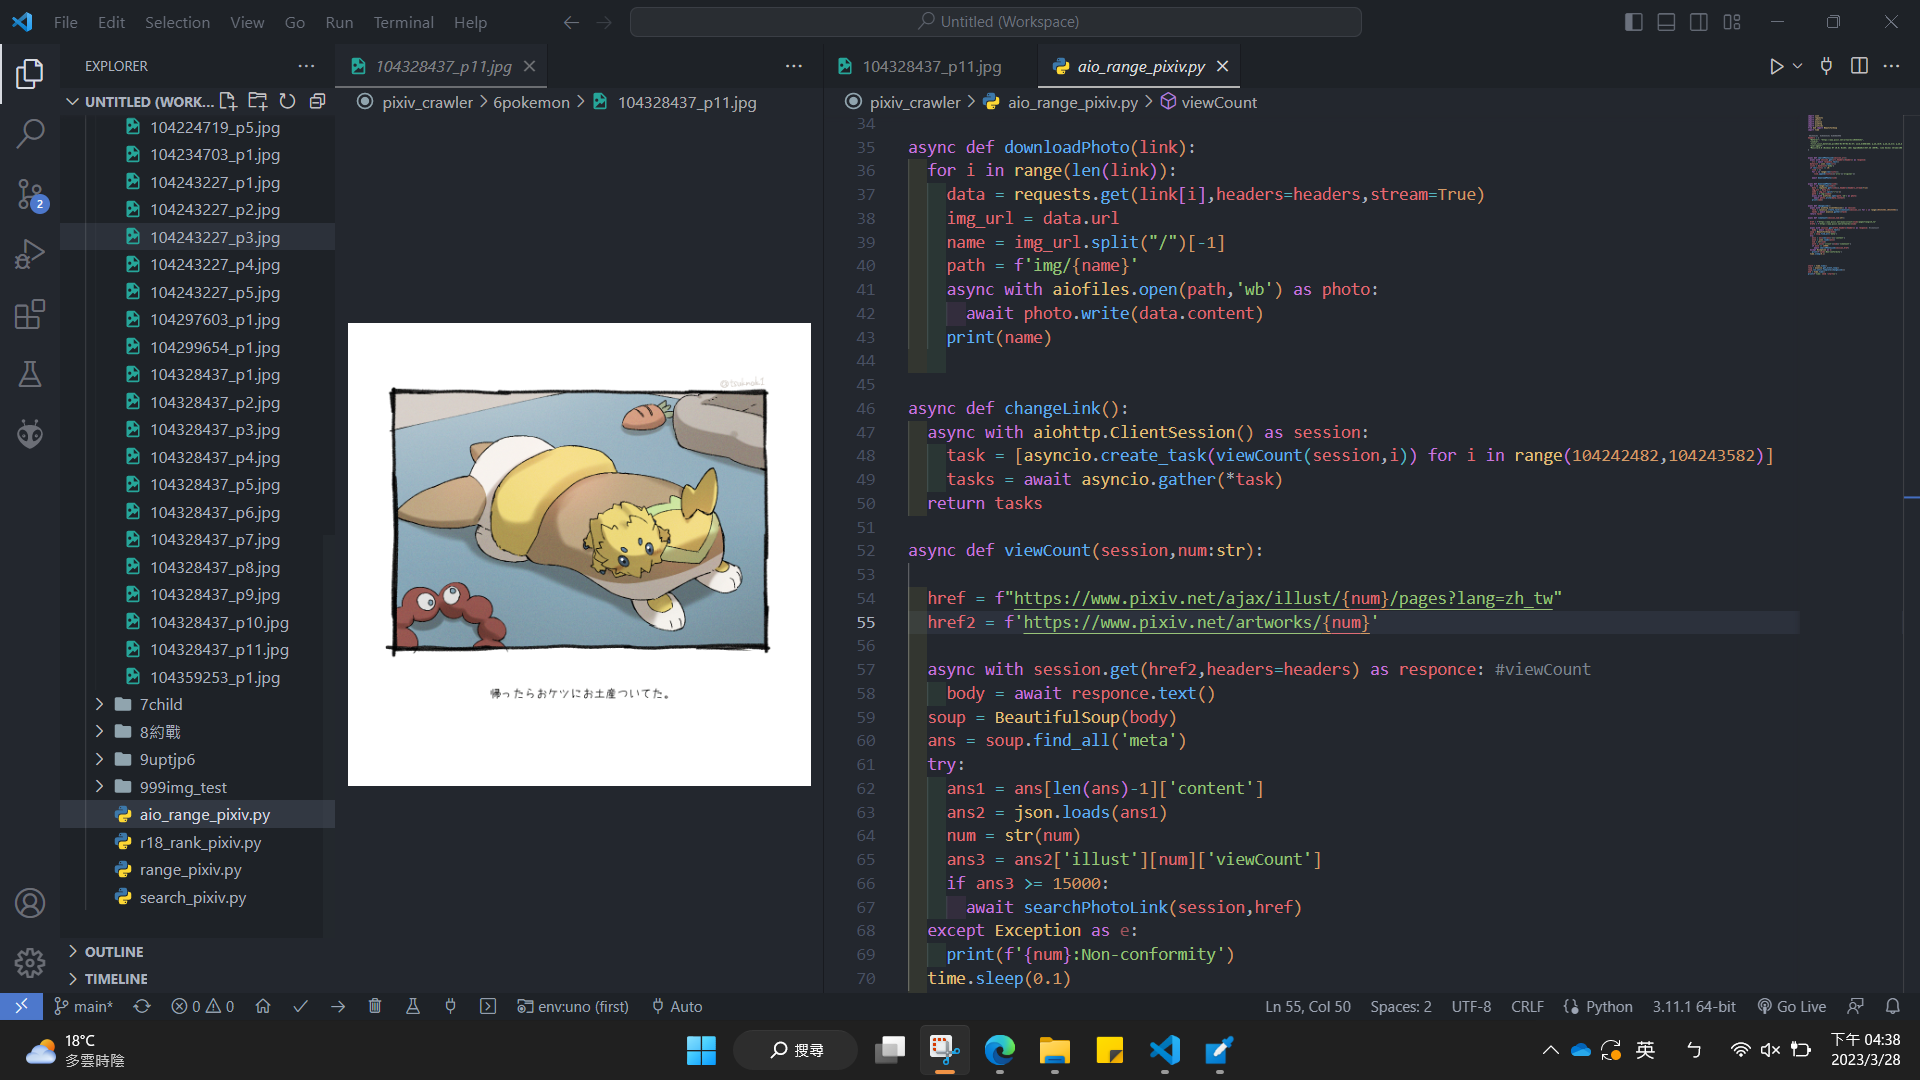 File Edit Selection View Go Run Terminal Help
Untitled (Workspace)
EXPLORER
UNTITLED (WORK...
104224719_p5.jpg
104234703_p1.jpg
104243227_p1.jpg
104243227_p2.jpg
104243227_p3.jpg
104243227_p4.jpg
104243227_p5.jpg
104297603_p1.jpg
104299654_p1.jpg
104328437_p1.jpg
104328437_p2.jpg
104328437_p3.jpg
104328437_p4.jpg
104328437_p5.jpg
104328437_p6.jpg
104328437_p7.jpg
104328437_p8.jpg
104328437_p9.jpg
104328437_p10.jpg
104328437_p11.jpg
104359253_p1.jpg
7child
8約戰
9uptjp6
999img_test
aio_range_pixiv.py
r18_rank_pixiv.py
range_pixiv.py
search_pixiv.py
OUTLINE
TIMELINE
2
104328437_p11.jpg
pixiv_crawler > 6pokemon > 104328437_p11.jpg
帰ったらおケツにお土産ついてた。
104328437_p11.jpg aio_range_pixiv.py
pixiv_crawler > aio_range_pixiv.py > viewCount
34
35 async def downloadPhoto(link):
36 for i in range(len(link)):
37 data = requests.get(link[i],headers=headers,stream=True)
38 img_url = data.url
39 name = img_url.split("/")[-1]
40 path = f'img/{name}'
41 async with aiofiles.open(path,'wb') as photo:
42 await photo.write(data.content)
43 print(name)
44
45
46 async def changeLink():
47 async with aiohttp.ClientSession() as session:
48 task = [asyncio.create_task(viewCount(session,i)) for i in range(104242482,104243582)]
49 tasks = await asyncio.gather(*task)
50 return tasks
51
52 async def viewCount(session,num:str):
53
54 href = f"https://www.pixiv.net/ajax/illust/{num}/pages?lang=zh_tw"
55 href2 = f'https://www.pixiv.net/artworks/{num}'
56
57 async with session.get(href2,headers=headers) as responce: #viewCount
58 body = await responce.text()
59 soup = BeautifulSoup(body)
60 ans = soup.find_all('meta')
61 try:
62 ans1 = ans[len(ans)-1]['content']
63 ans2 = json.loads(ans1)
64 num = str(num)
65 ans3 = ans2['illust'][num]['viewCount']
66 if ans3 >= 15000:
67 await searchPhotoLink(session,href)
68 except Exception as e:
69 print(f'{num}:Non-conformity')
70 time.sleep(0.1)
main* 0 0 env:uno (first) Auto Ln 55, Col 50 Spaces: 2 UTF-8 CRLF Python 3.11.1 64-bit Go Live
18°C
多雲時陰
搜尋
英 ㄅ
下午 04:38
2023/3/28